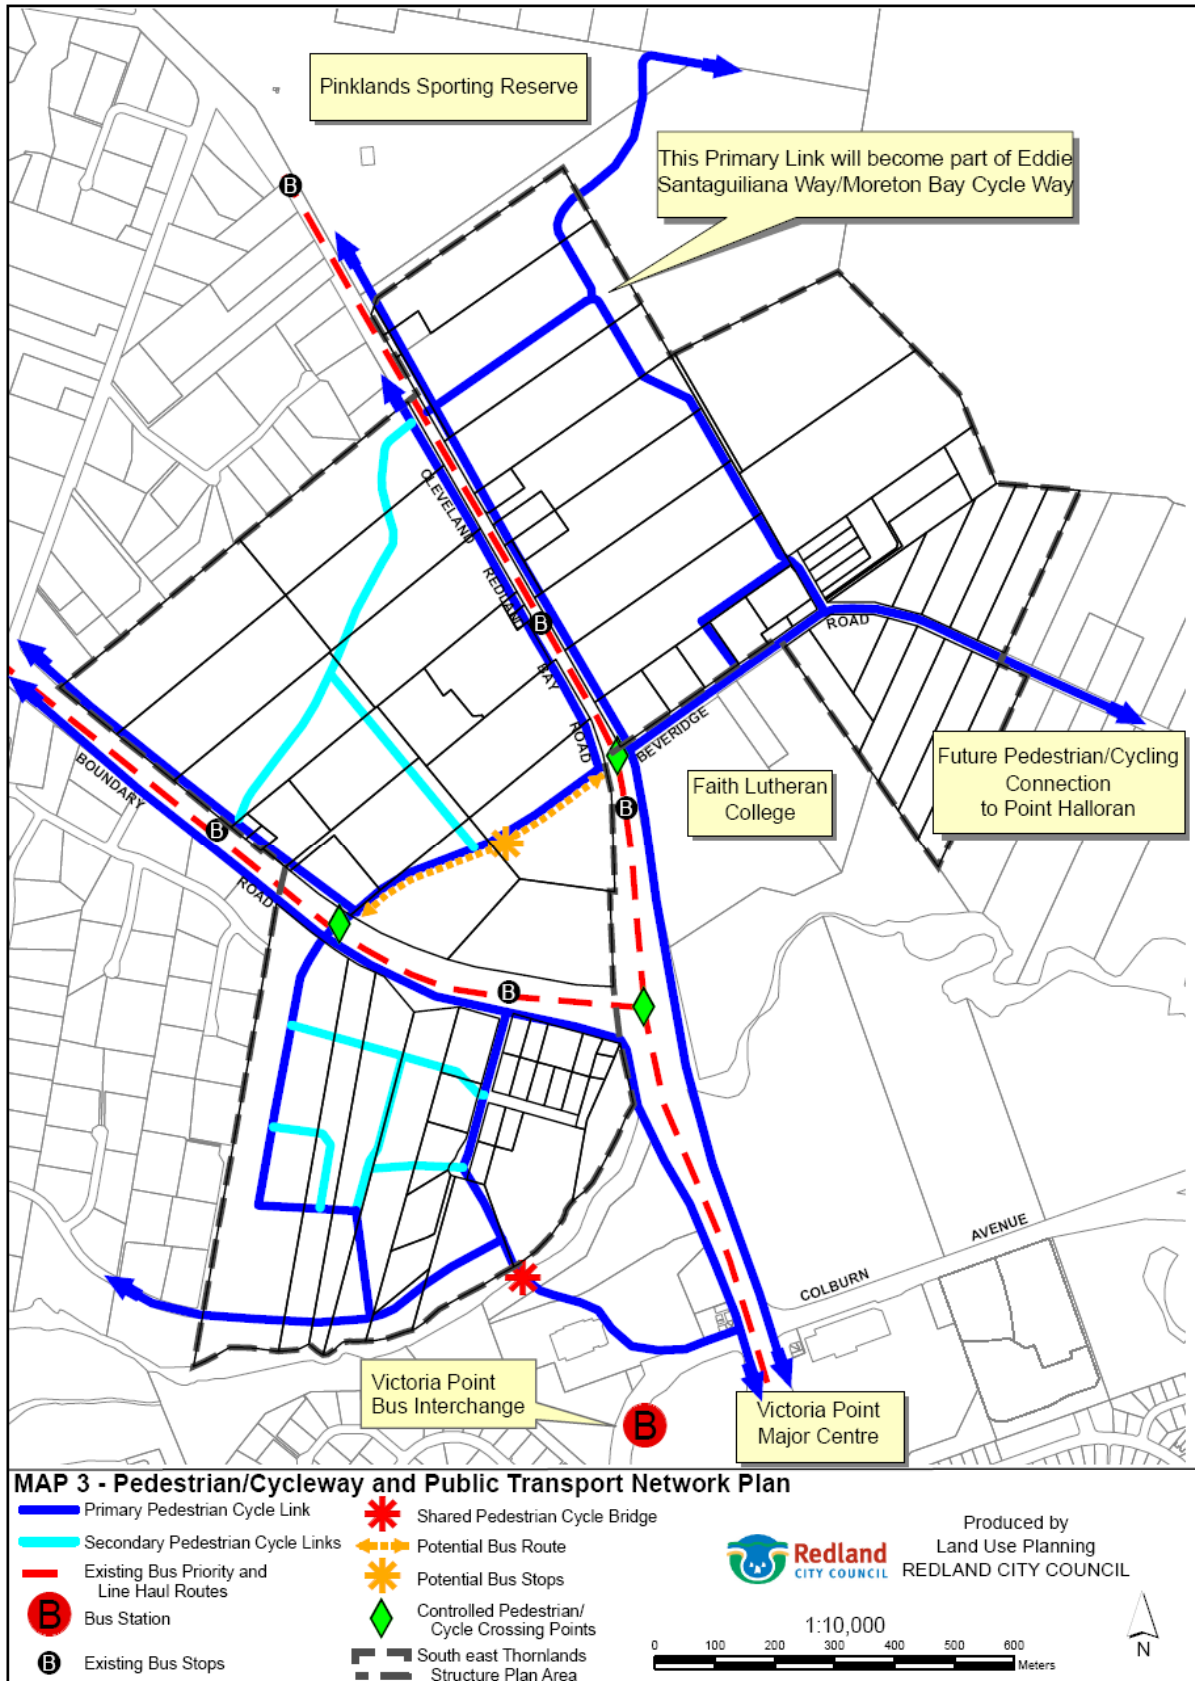 Pinklands Sporting Reserve
This Primary Link will become part of Eddie
Santaguiliana Way/Moreton Bay Cycle Way
B
CLEVELAND
REDLAND
BAY
ROAD
B
ROAD
BEVERIDGE
Future Pedestrian/Cycling
Connection
to Point Halloran
Faith Lutheran
College
B
BOUNDARY
ROAD
B
B
AVENUE
COLBURN
Victoria Point
Bus Interchange
B
Victoria Point
Major Centre
MAP 3 - Pedestrian/Cycleway and Public Transport Network Plan
Primary Pedestrian Cycle Link
Secondary Pedestrian Cycle Links
Existing Bus Priority and
Line Haul Routes
B Bus Station
B Existing Bus Stops
Shared Pedestrian Cycle Bridge
Potential Bus Route
Potential Bus Stops
Controlled Pedestrian/
Cycle Crossing Points
South east Thornlands
Structure Plan Area
Redland
CITY COUNCIL
Produced by
Land Use Planning
REDLAND CITY COUNCIL
1:10,000
0 100 200 300 400 500 600
Meters
N